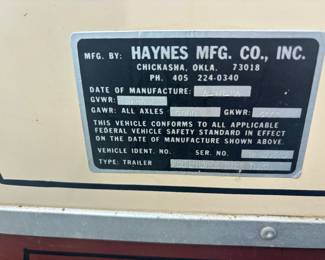 MFG. BY: HAYNES MFG. CO., INC.
CHICKASHA, OKLA. 73018
PH. 405 224-0340
DATE OF MANUFACTURE:
GVWR:
GAWR: ALL AXLES GKWR:
THIS VEHICLE CONFORMS TO ALL APPLICABLE
FEDERAL VEHICLE SAFETY STANDARD IN EFFECT
ON THE DATE OF MANUFACTURE SHOWN ABOVE.
VEHICLE IDENT. NO. SER. NO.
TYPE: TRAILER